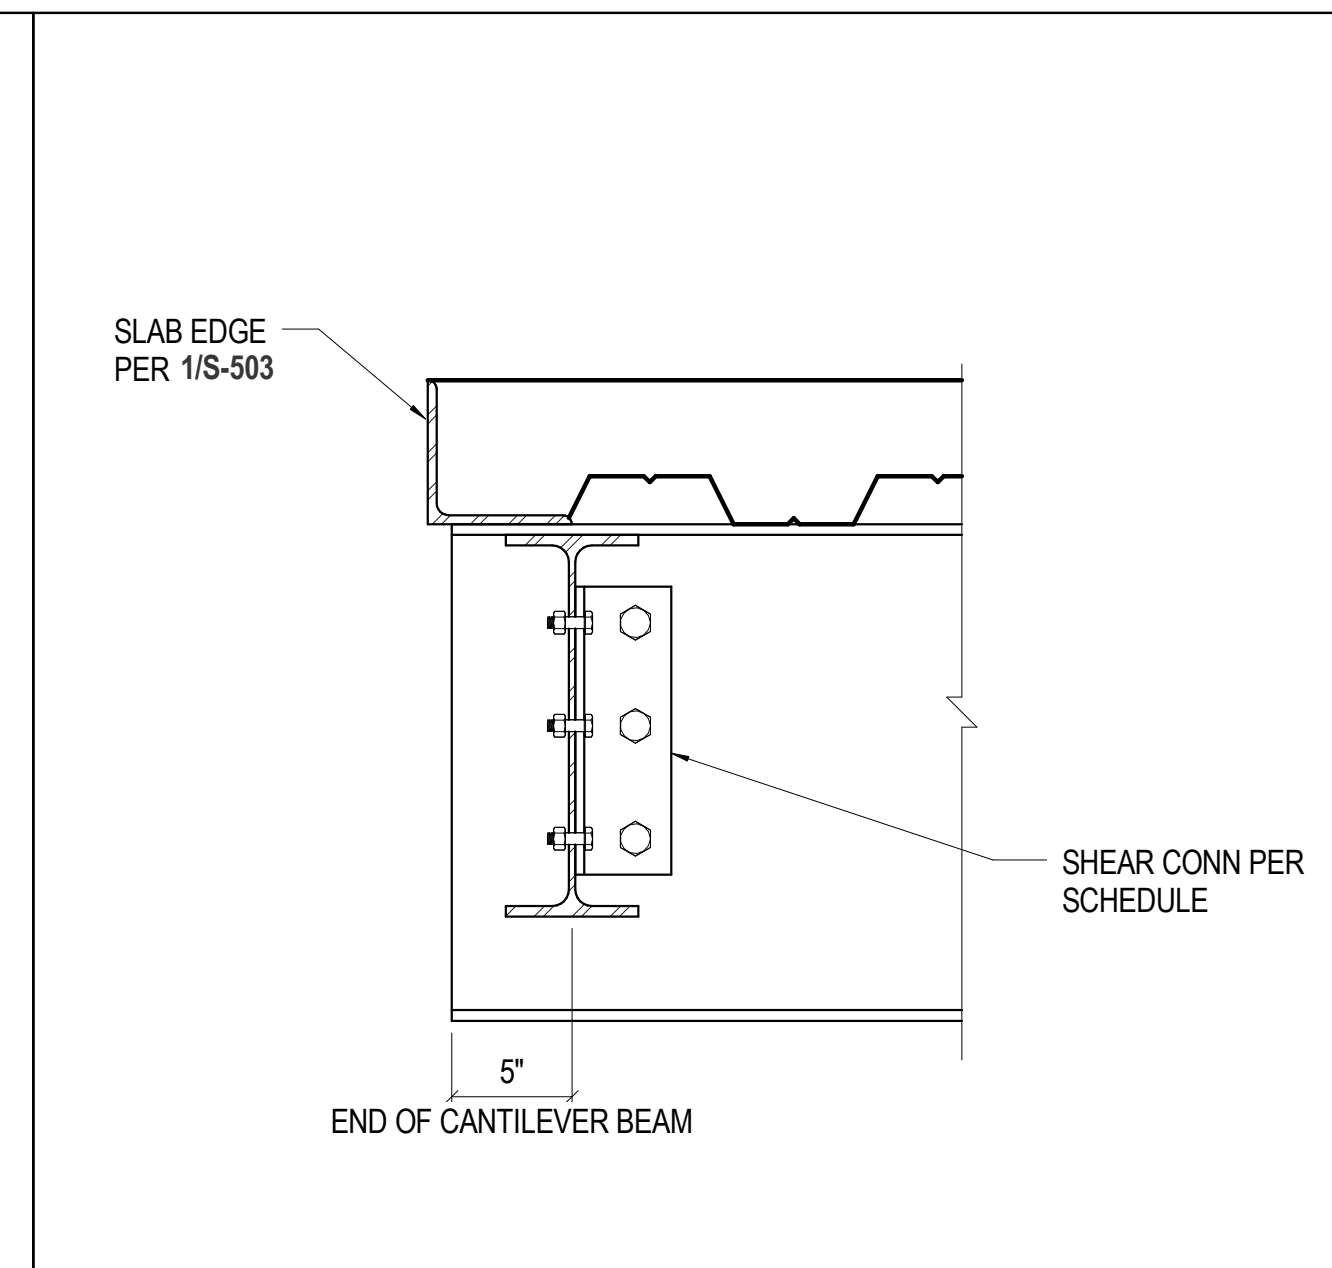 SLAB EDGE
PER 1/S-503
SHEAR CONN PER
SCHEDULE
5"
END OF CANTILEVER BEAM